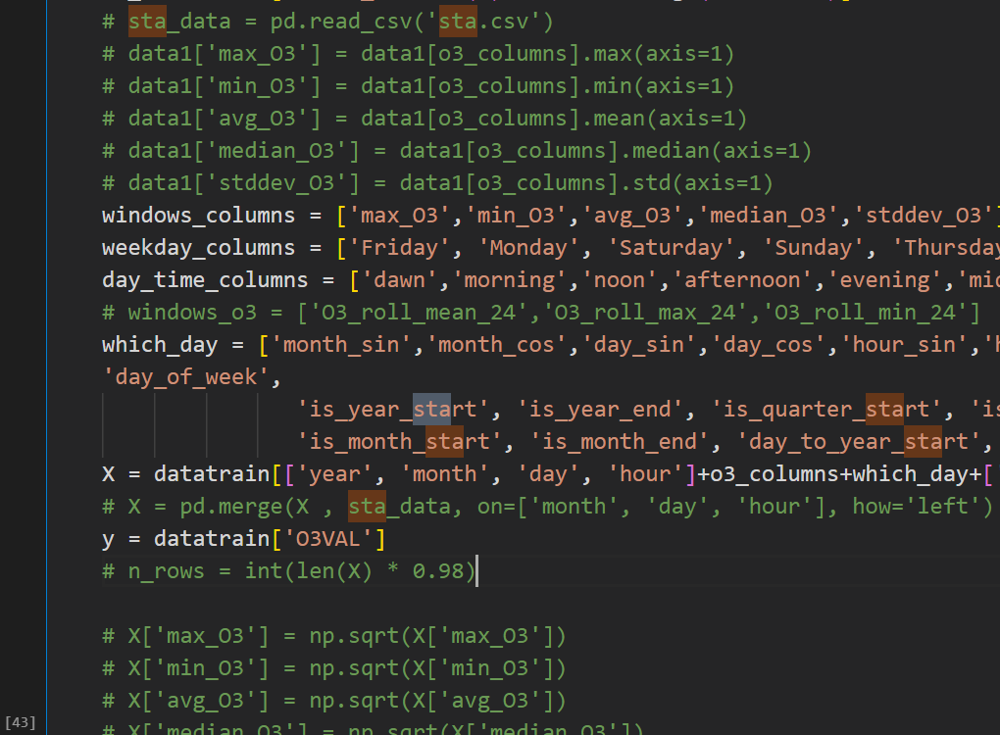 # sta_data = pd.read_csv('sta.csv')
# data1['max_O3'] = data1[o3_columns].max(axis=1)
# data1['min_O3'] = data1[o3_columns].min(axis=1)
# data1['avg_O3'] = data1[o3_columns].mean(axis=1)
# data1['median_O3'] = data1[o3_columns].median(axis=1)
# data1['stddev_O3'] = data1[o3_columns].std(axis=1)
windows_columns = ['max_O3','min_O3','avg_O3','median_O3','stddev_O3']
weekday_columns = ['Friday', 'Monday', 'Saturday', 'Sunday', 'Thursday
day_time_columns = ['dawn','morning','noon','afternoon','evening','mi
# windows_o3 = ['O3_roll_mean_24','O3_roll_max_24','O3_roll_min_24']
which_day = ['month_sin','month_cos','day_sin','day_cos','hour_sin','
'day_of_week',
'is_year_start', 'is_year_end', 'is_quarter_start', 'is
'is_month_start', 'is_month_end', 'day_to_year_start',
X = datatrain[['year', 'month', 'day', 'hour']+o3_columns+which_day+[
# X = pd.merge(X , sta_data, on=['month', 'day', 'hour'], how='left')
y = datatrain['O3VAL']
# n_rows = int(len(X) * 0.98)
# X['max_O3'] = np.sqrt(X['max_O3'])
# X['min_O3'] = np.sqrt(X['min_O3'])
# X['avg_O3'] = np.sqrt(X['avg_O3'])
[43]
# X['median_O3'] = np.sqrt(X['median_O3'])